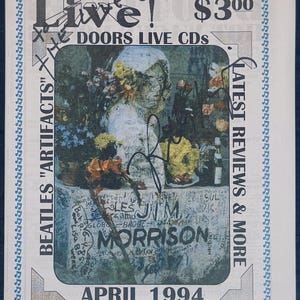 Live! $3.00
DOORS LIVE CDs
BEATLES "ARTIFACTS"
LATEST REVIEWS & MORE
JIM
MORRISON
APRIL 1994